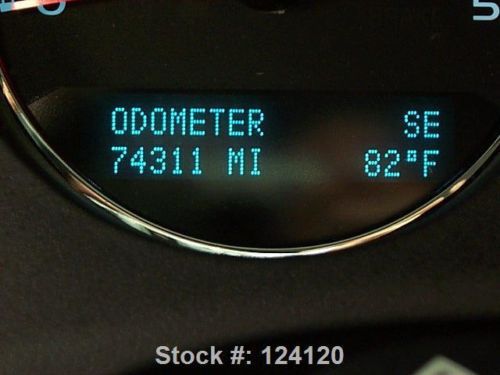 ODOMETER SE
74311 MI 82°F
Stock #: 124120